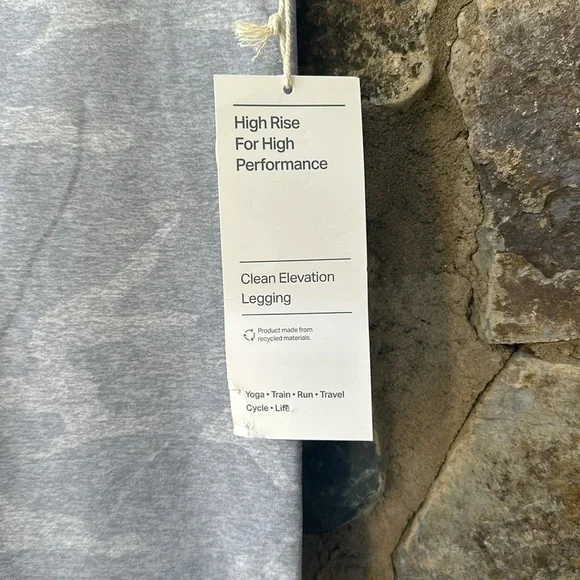 High Rise
For High
Performance
Clean Elevation
Legging
Product made from
recycled materials.
Yoga • Train • Run • Travel
Cycle • Life